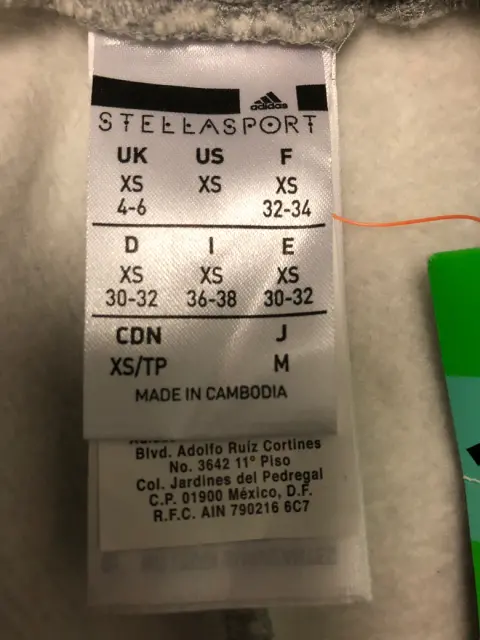 adidas
STELLASPORT
UK US F
XS XS XS
4-6 32-34
D I E
XS XS XS
30-32 36-38 30-32
CDN J
XS/TP M
MADE IN CAMBODIA
Blvd. Adolfo Ruíz Cortines
No. 3642 11° Piso
Col. Jardines del Pedregal
C.P. 01900 México, D.F.
R.F.C. AIN 790216 6C7